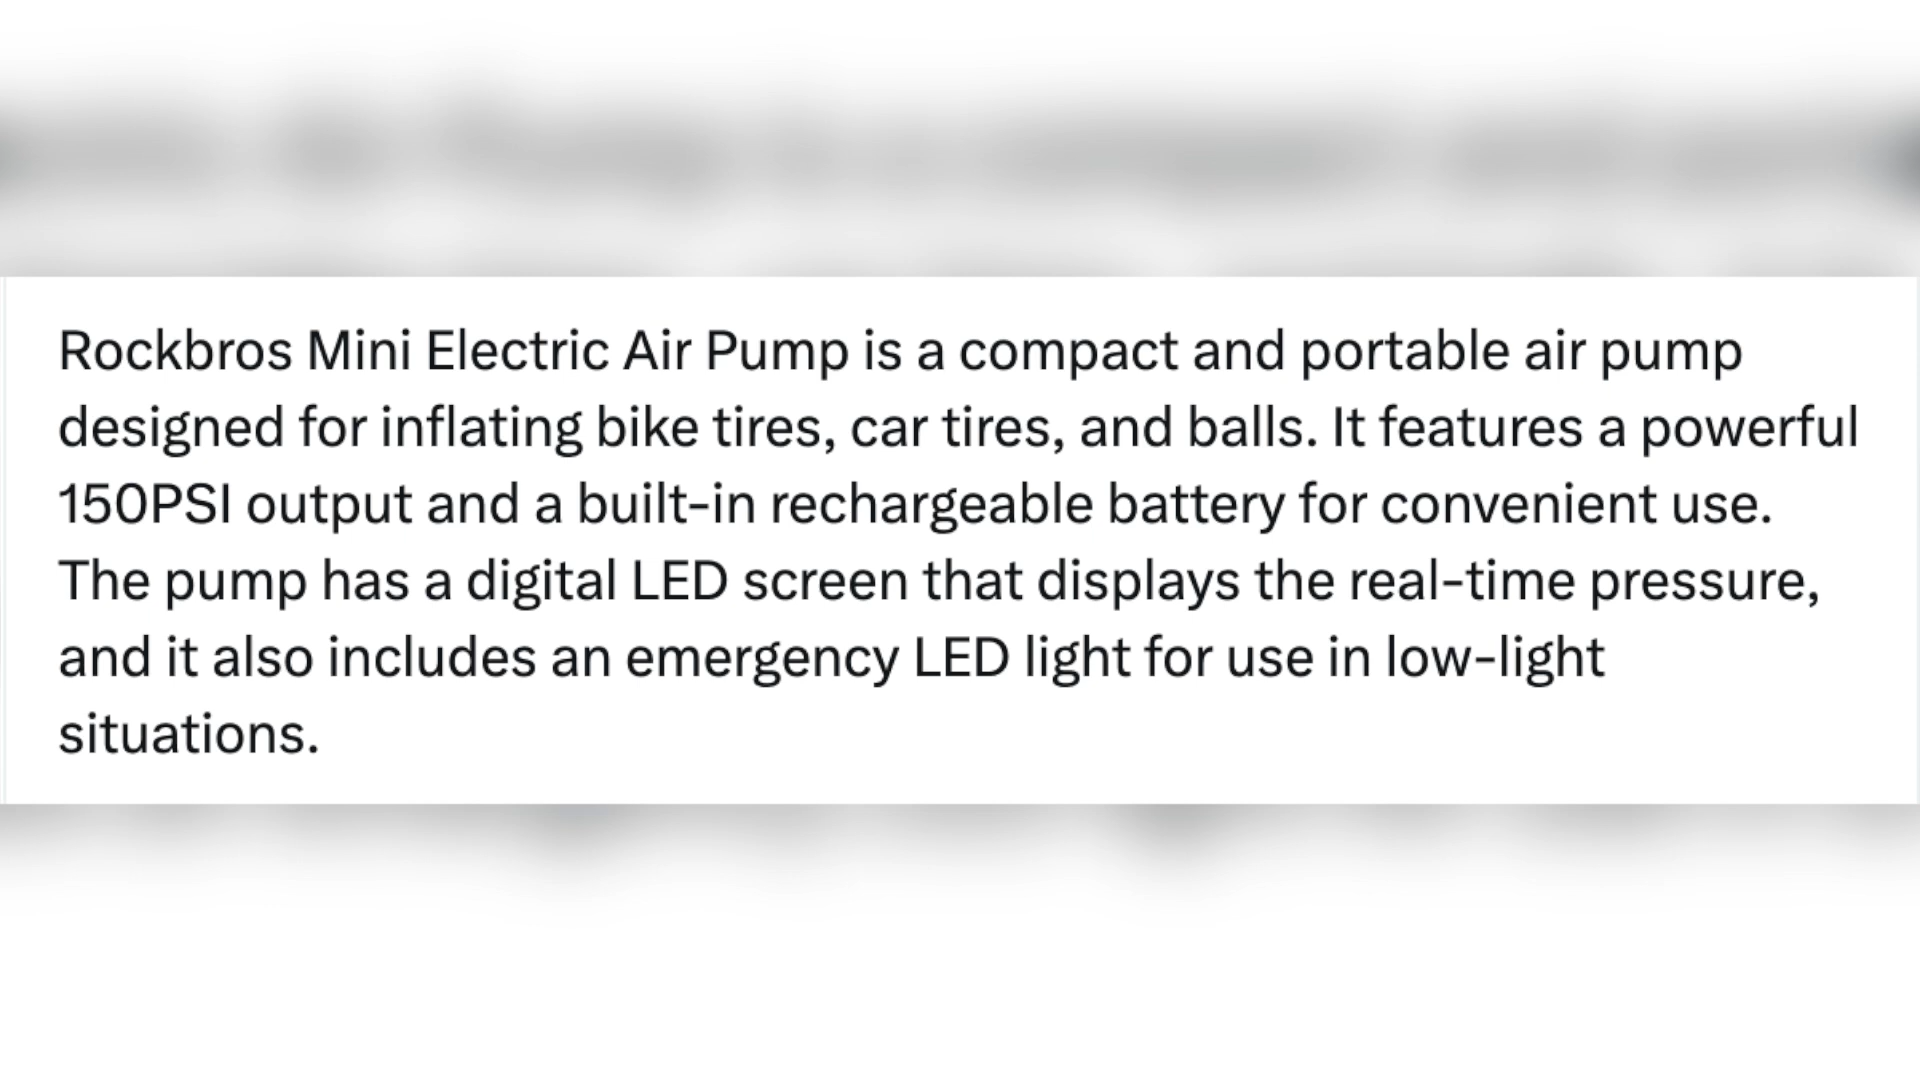 Rockbros Mini Electric Air Pump is a compact and portable air pump
designed for inflating bike tires, car tires, and balls. It features a powerful
150PSI output and a built-in rechargeable battery for convenient use.
The pump has a digital LED screen that displays the real-time pressure,
and it also includes an emergency LED light for use in low-light
situations.